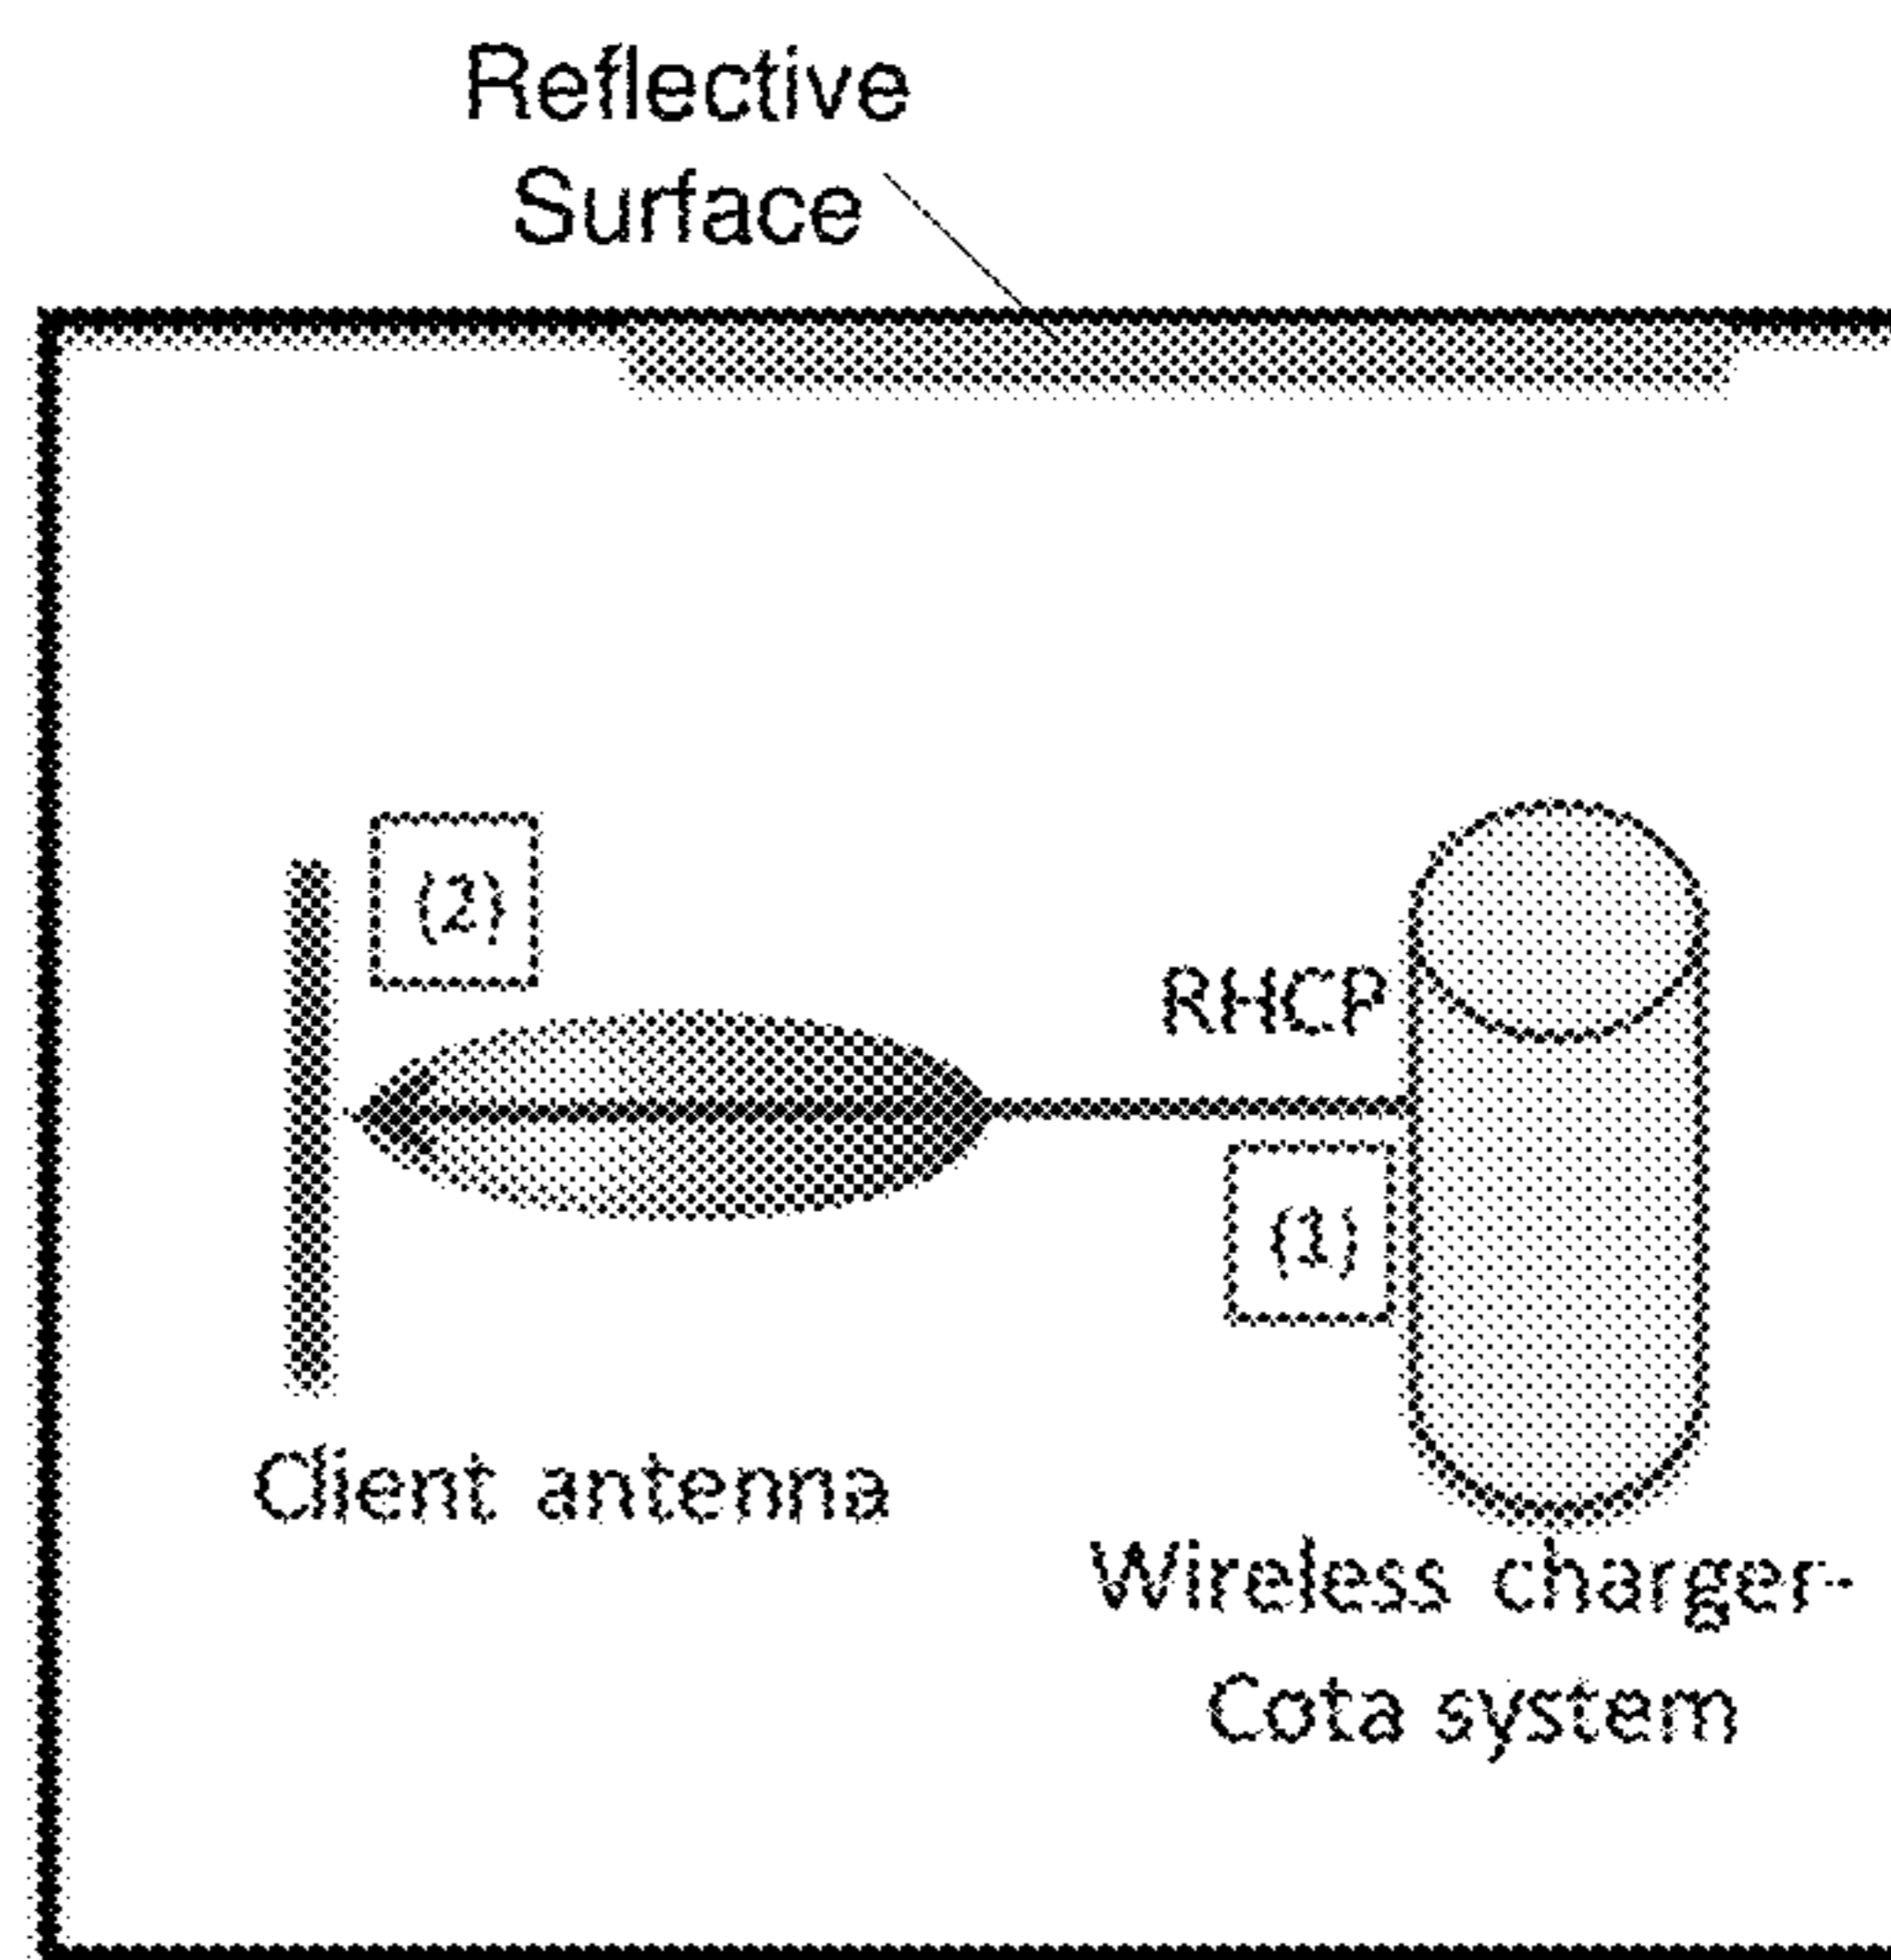 Reflective
Surface
(2)
RHCP
(1)
Client antenna
Wireless charger-
Cota system